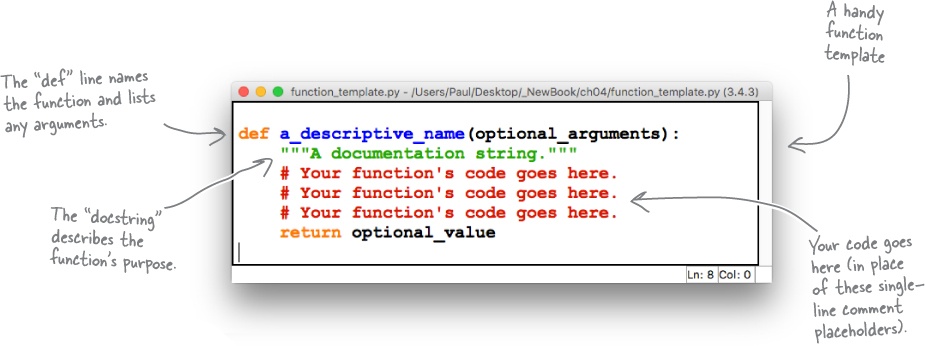 A handy
function
template
The "def" line names
the function and lists
any arguments.
function_template.py - /Users/Paul/Desktop/_NewBook/ch04/function_template.py (3.4.3)
def a_descriptive_name(optional_arguments):
"""A documentation string."""
# Your function's code goes here.
# Your function's code goes here.
# Your function's code goes here.
return optional_value
Ln: 8 Col: 0
The "docstring"
describes the
function's purpose.
Your code goes
here (in place
of these single-
line comment
placeholders).